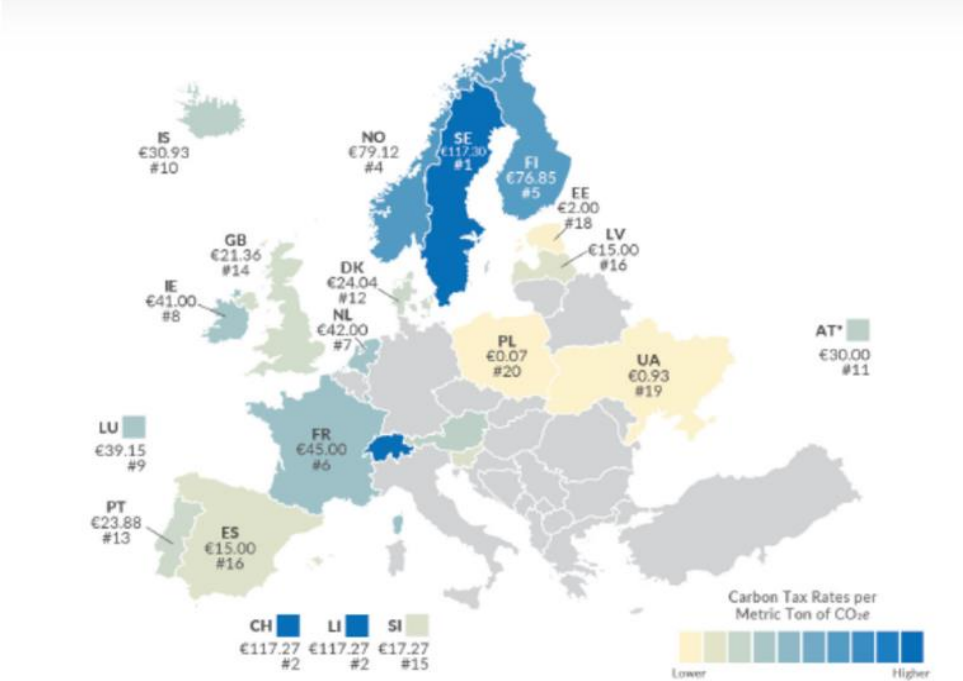 IS
€30.93
#10
NO
€79.12
#4
SE
€117.30
#1
FI
€76.85
#5
EE
€2.00
#18
LV
€15.00
#16
GB
€21.36
#14
DK
€24.04
#12
IE
€41.00
#8
NL
€42.00
#7
PL
€0.07
#20
UA
€0.93
#19
AT*
€30.00
#11
LU
€39.15
#9
FR
€45.00
#6
PT
€23.88
#13
ES
€15.00
#16
CH
€117.27
#2
LI
€117.27
#2
SI
€17.27
#15
Carbon Tax Rates per
Metric Ton of CO₂e
Lower
Higher